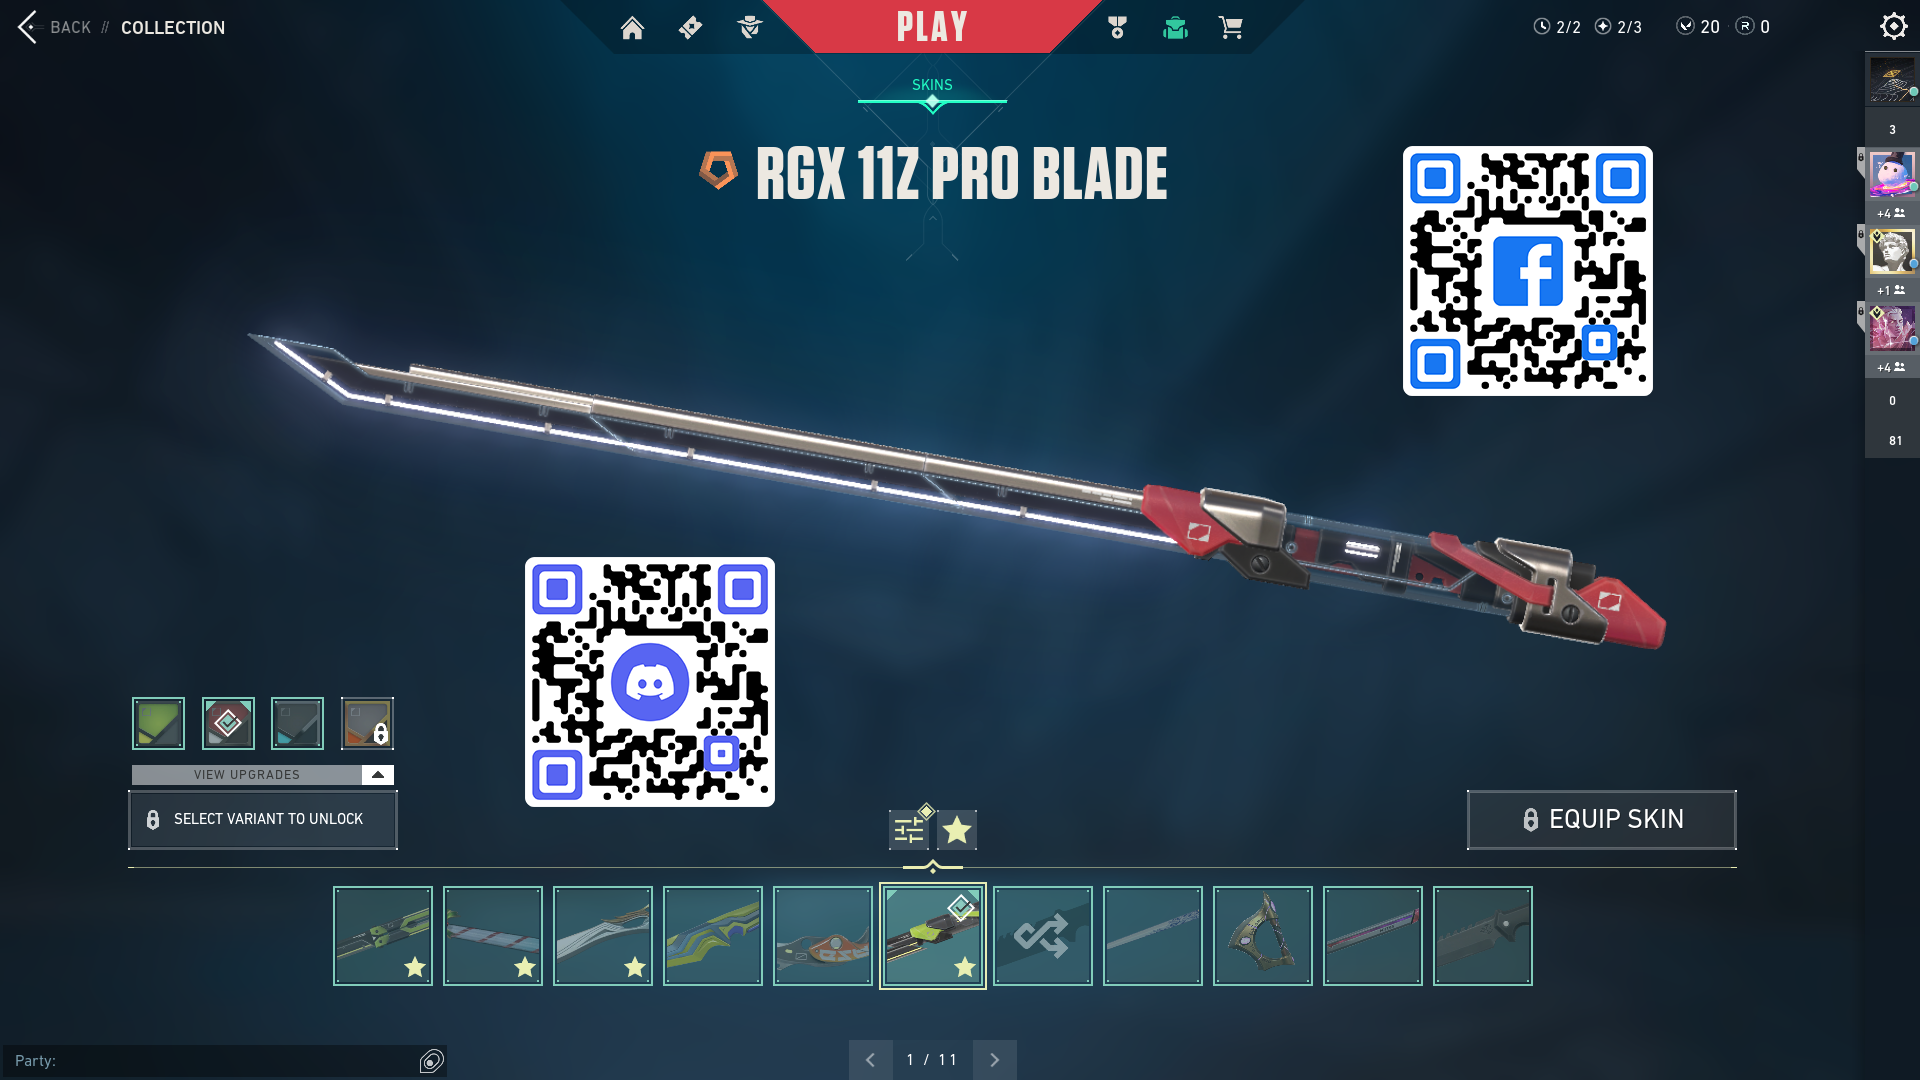 BACK // COLLECTION
PLAY
2/2
2/3
20
0
SKINS
RGX 11Z PRO BLADE
3
+4
+1
+4
0
81
VIEW UPGRADES
SELECT VARIANT TO UNLOCK
EQUIP SKIN
Party:
1 / 11